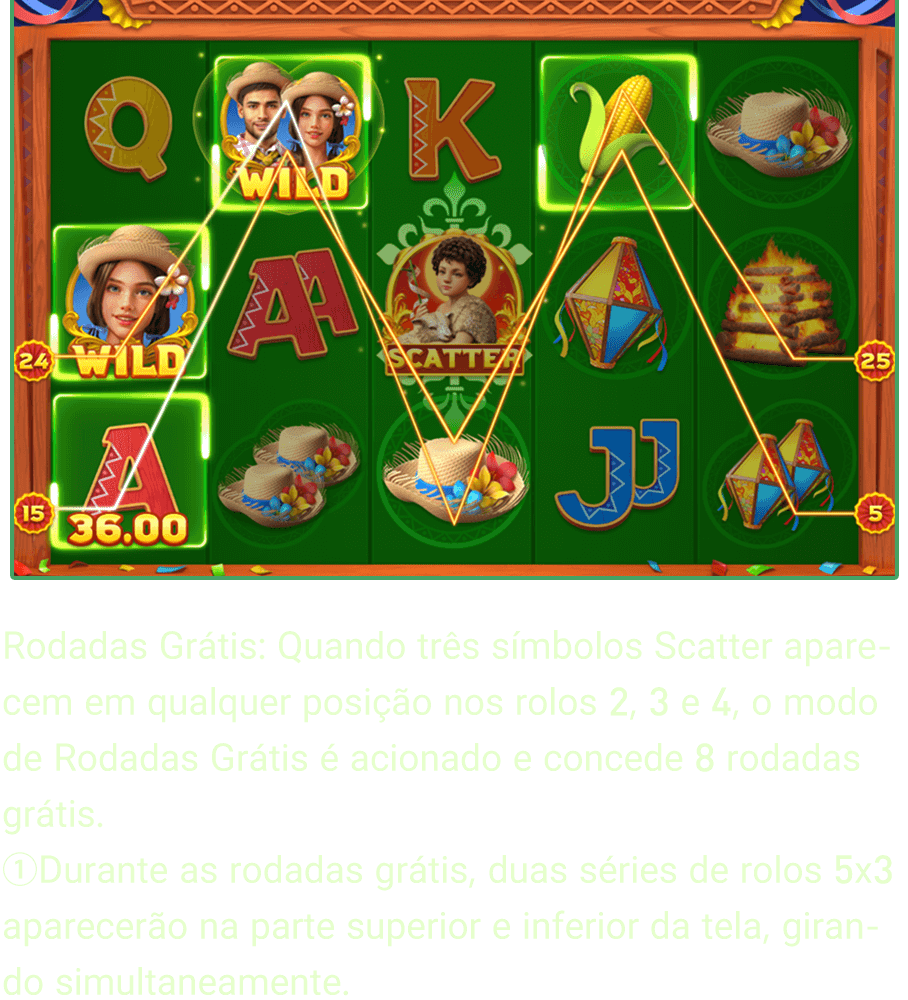 Q
K
WILD
AA
SCATTER
WILD
24
25
A
JJ
36.00
15
5
Rodadas Grátis: Quando três símbolos Scatter apare-
cem em qualquer posição nos rolos 2, 3 e 4, o modo
de Rodadas Grátis é acionado e concede 8 rodadas
grátis.
①Durante as rodadas grátis, duas séries de rolos 5x3
aparecerão na parte superior e inferior da tela, giran-
do simultaneamente.